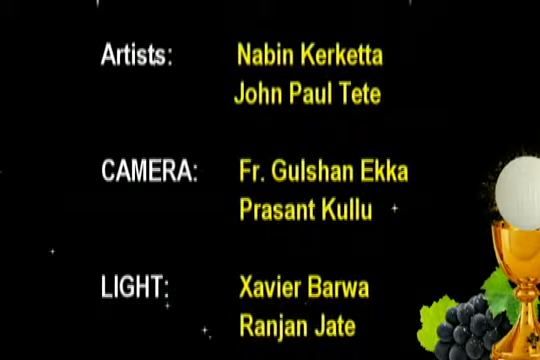 Artists: Nabin Kerketta
John Paul Tete
CAMERA: Fr. Gulshan Ekka
Prasant Kullu
LIGHT: Xavier Barwa
Ranjan Jate